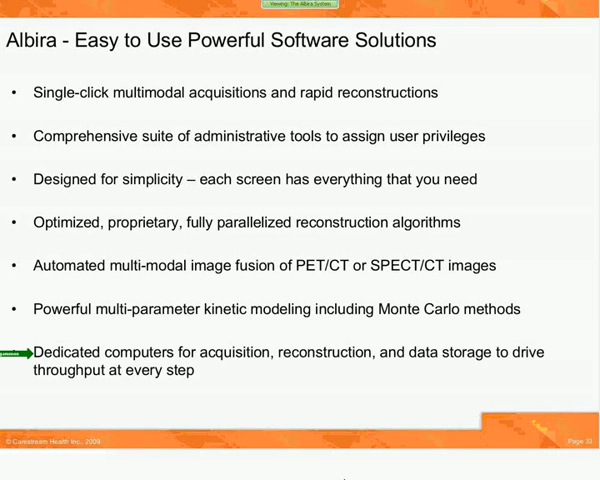 Viewing: The Albira System
Albira - Easy to Use Powerful Software Solutions
• Single-click multimodal acquisitions and rapid reconstructions
• Comprehensive suite of administrative tools to assign user privileges
• Designed for simplicity – each screen has everything that you need
• Optimized, proprietary, fully parallelized reconstruction algorithms
• Automated multi-modal image fusion of PET/CT or SPECT/CT images
• Powerful multi-parameter kinetic modeling including Monte Carlo methods
Dedicated computers for acquisition, reconstruction, and data storage to drive
throughput at every step
© Carestream Health Inc., 2009
Page 33